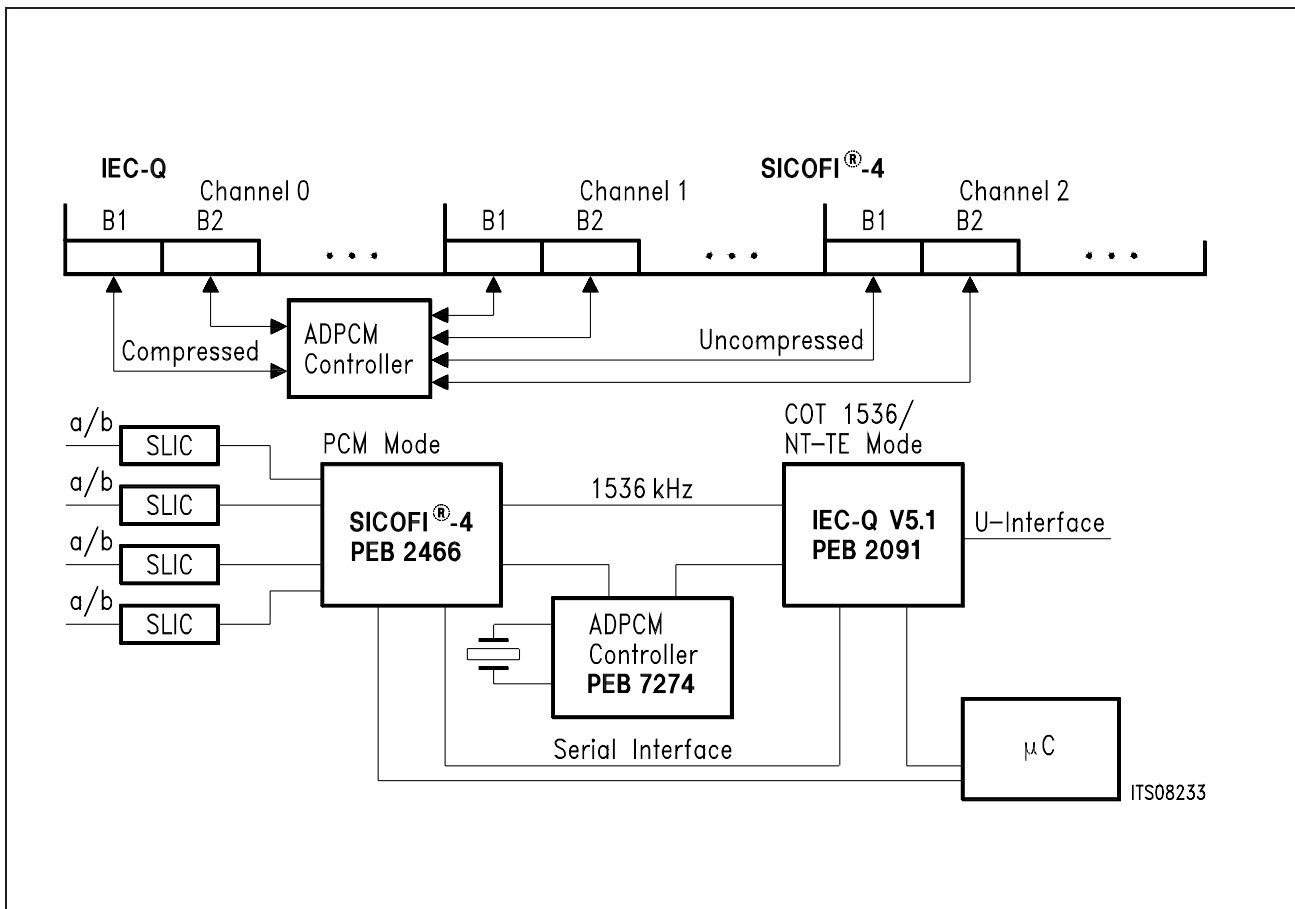 IEC-Q
SICOFI®-4
Channel 0
Channel 1
Channel 2
B1 B2
B1 B2
B1 B2
ADPCM
Controller
Compressed
Uncompressed
a/b
SLIC
a/b
SLIC
a/b
SLIC
a/b
SLIC
PCM Mode
SICOFI®-4
PEB 2466
1536 kHz
COT 1536/
NT-TE Mode
IEC-Q V5.1
PEB 2091
U-Interface
ADPCM
Controller
PEB 7274
Serial Interface
µC
ITS08233